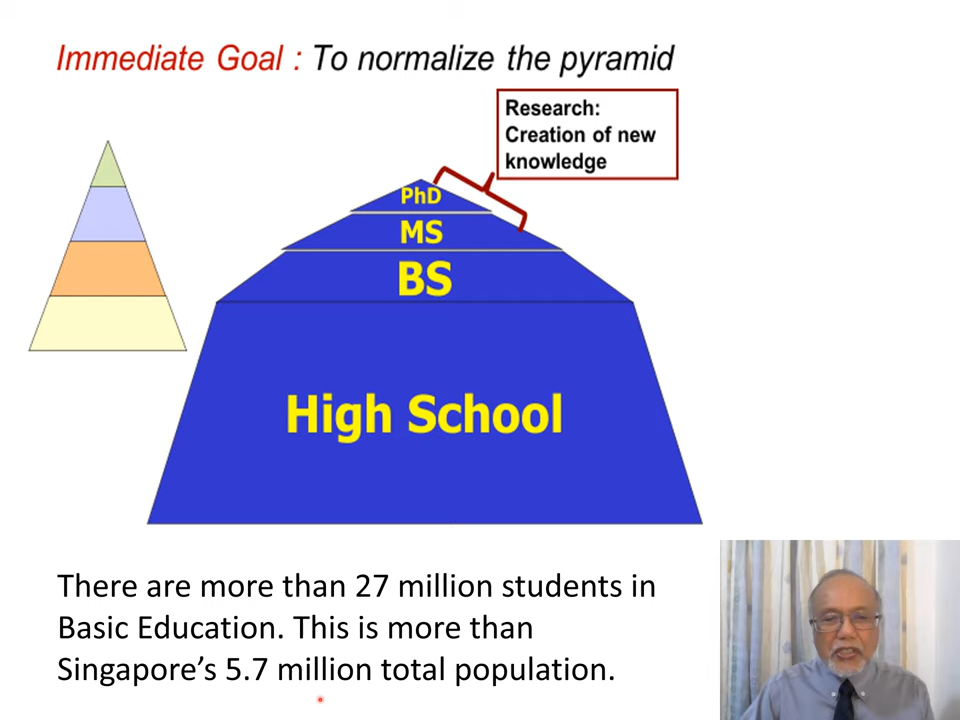 Immediate Goal : To normalize the pyramid
Research:
Creation of new
knowledge
PhD
MS
BS
High School
There are more than 27 million students in
Basic Education. This is more than
Singapore’s 5.7 million total population.